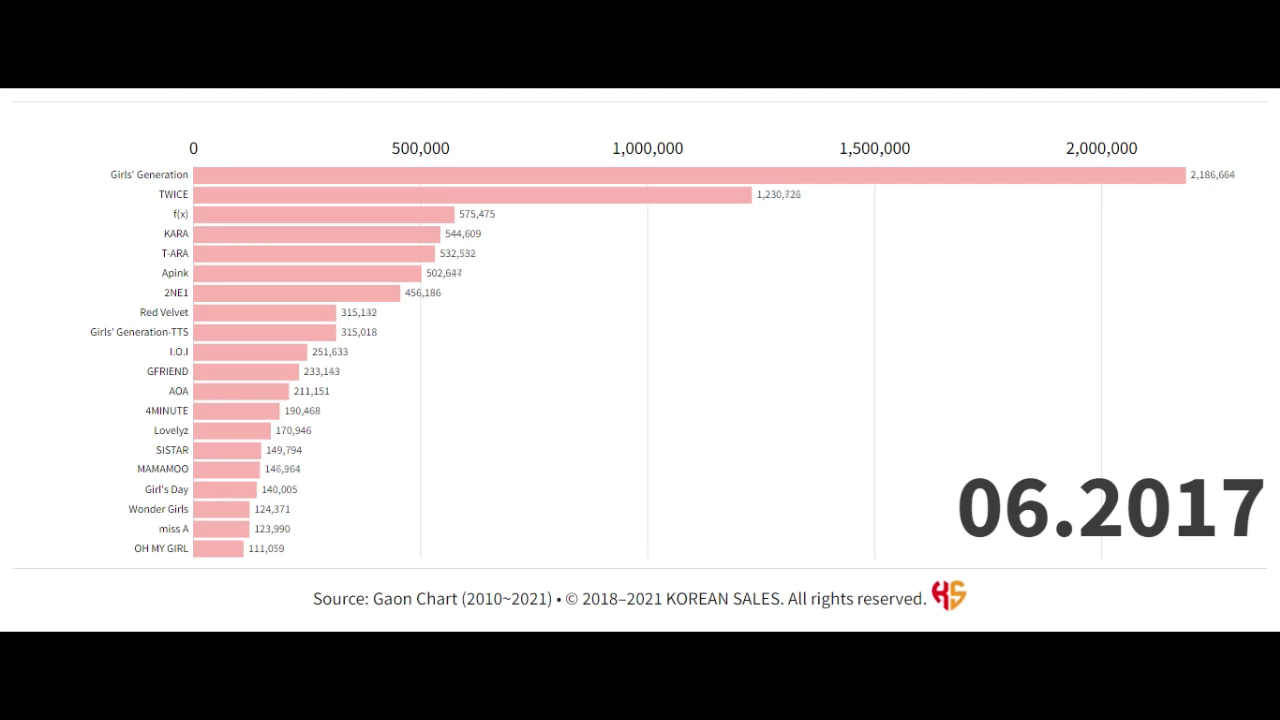 0 500,000 1,000,000 1,500,000 2,000,000
Girls' Generation 2,186,664
TWICE 1,230,726
f(x) 575,475
KARA 544,609
T-ARA 532,532
Apink 502,647
2NE1 456,186
Red Velvet 315,132
Girls' Generation-TTS 315,018
I.O.I 251,633
GFRIEND 233,143
AOA 211,151
4MINUTE 190,468
Lovelyz 170,946
SISTAR 149,794
MAMAMOO 146,964
Girl's Day 140,005
Wonder Girls 124,371
miss A 123,990
OH MY GIRL 111,059
06.2017
Source: Gaon Chart (2010~2021) • © 2018–2021 KOREAN SALES. All rights reserved. KS